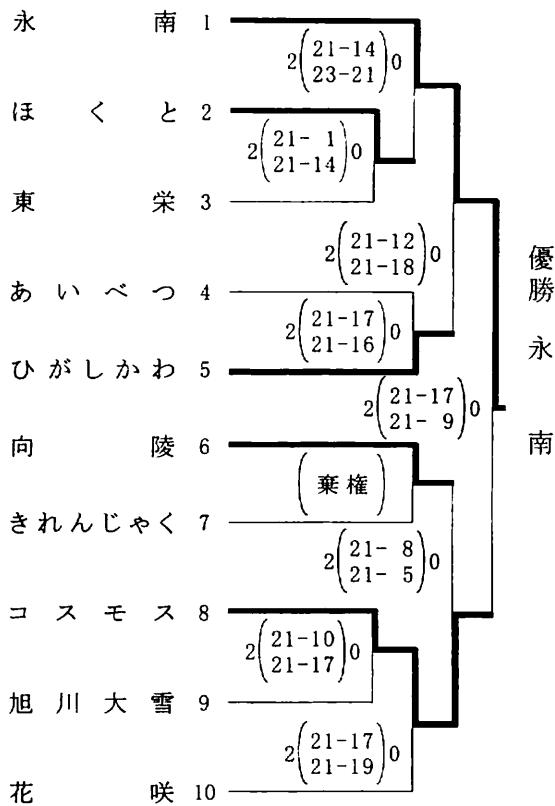 永南 1
2(21-14 23-21)0
ほくと 2
2(21- 1 21-14)0
東栄 3
2(21-12 21-18)0
あいべつ 4
2(21-17 21-16)0
ひがしかわ 5
2(21-17 21- 9)0
向陵 6
(棄権)
きれんじゃく 7
2(21- 8 21- 5)0
コスモス 8
2(21-10 21-17)0
旭川大雪 9
2(21-17 21-19)0
花咲 10
優勝 永南